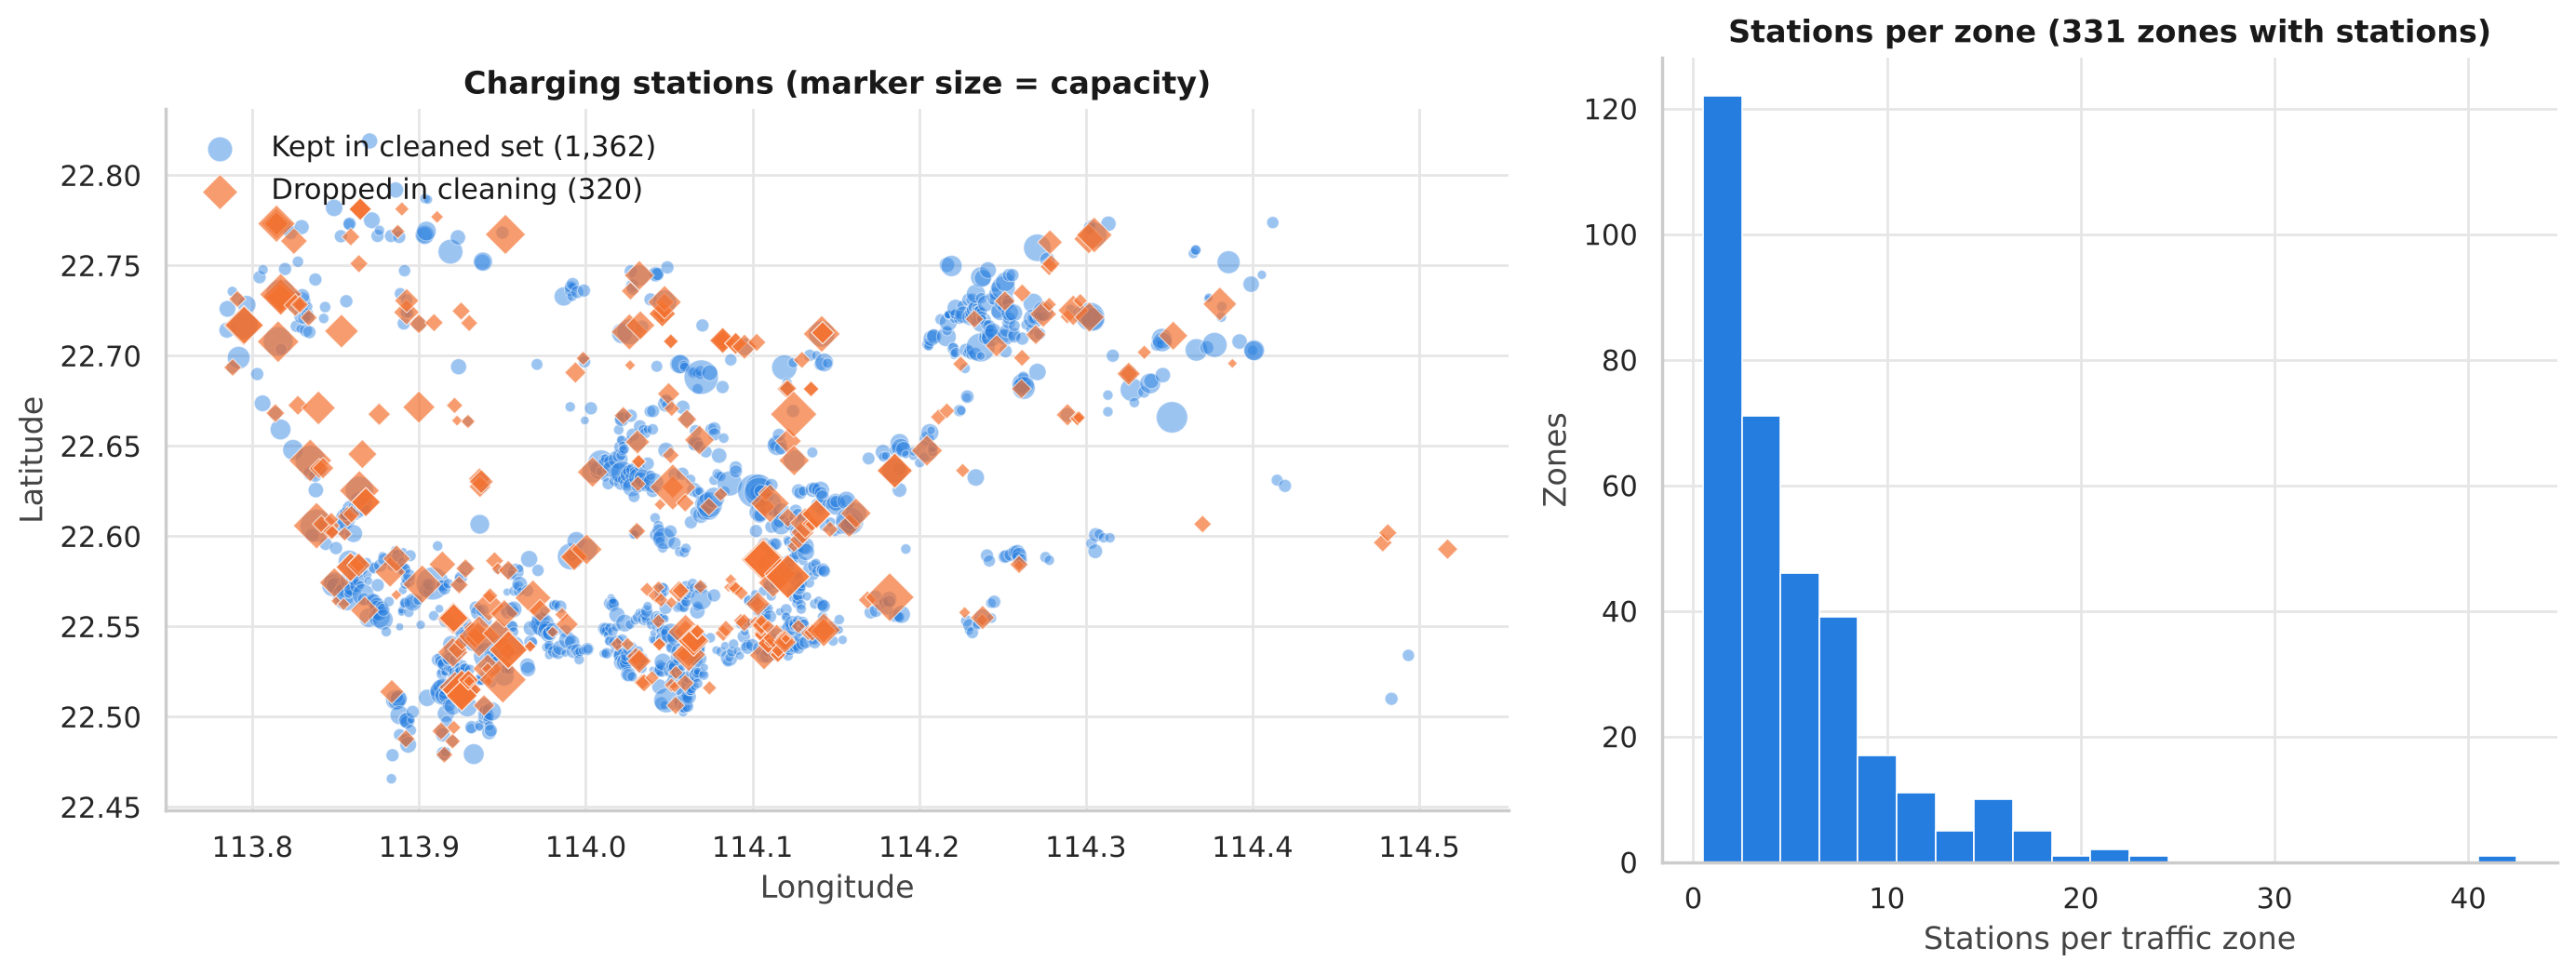 Charging stations (marker size = capacity)
Kept in cleaned set (1,362)
Dropped in cleaning (320)
22.80
22.75
22.70
22.65
22.60
22.55
22.50
22.45
Latitude
113.8 113.9 114.0 114.1 114.2 114.3 114.4 114.5
Longitude
Stations per zone (331 zones with stations)
120
100
80
60
40
20
0
Zones
0 10 20 30 40
Stations per traffic zone